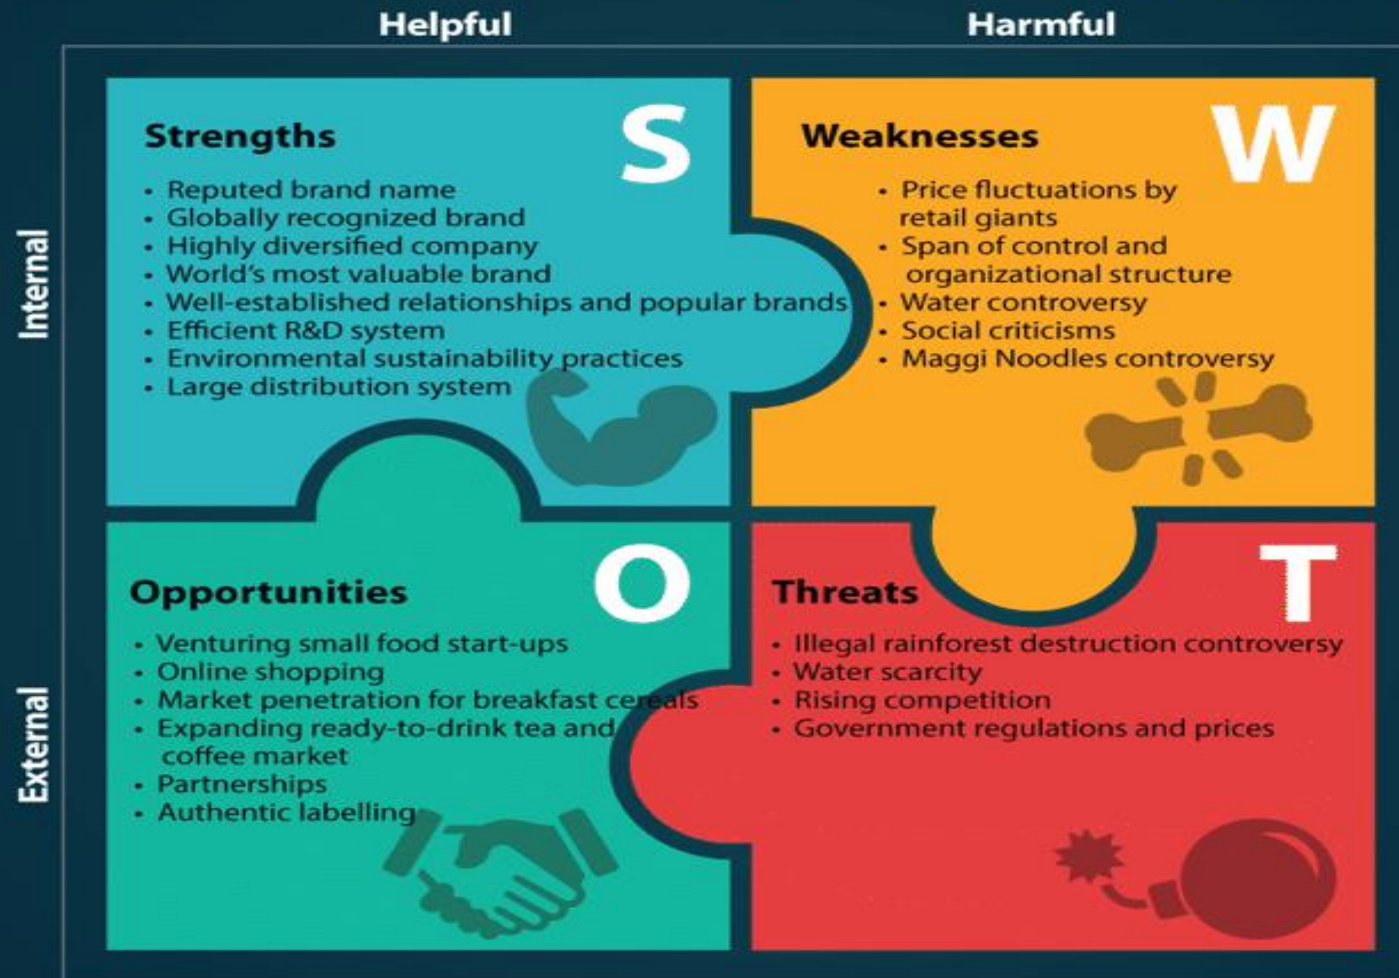 Helpful
Harmful
Internal
Strengths
S
• Reputed brand name
• Globally recognized brand
• Highly diversified company
• World's most valuable brand
• Well-established relationships and popular brands
• Efficient R&D system
• Environmental sustainability practices
• Large distribution system
Weaknesses
W
• Price fluctuations by
retail giants
• Span of control and
organizational structure
• Water controversy
• Social criticisms
• Maggi Noodles controversy
External
Opportunities
O
• Venturing small food start-ups
• Online shopping
• Market penetration for breakfast cereals
• Expanding ready-to-drink tea and
coffee market
• Partnerships
• Authentic labelling
Threats
T
• Illegal rainforest destruction controversy
• Water scarcity
• Rising competition
• Government regulations and prices